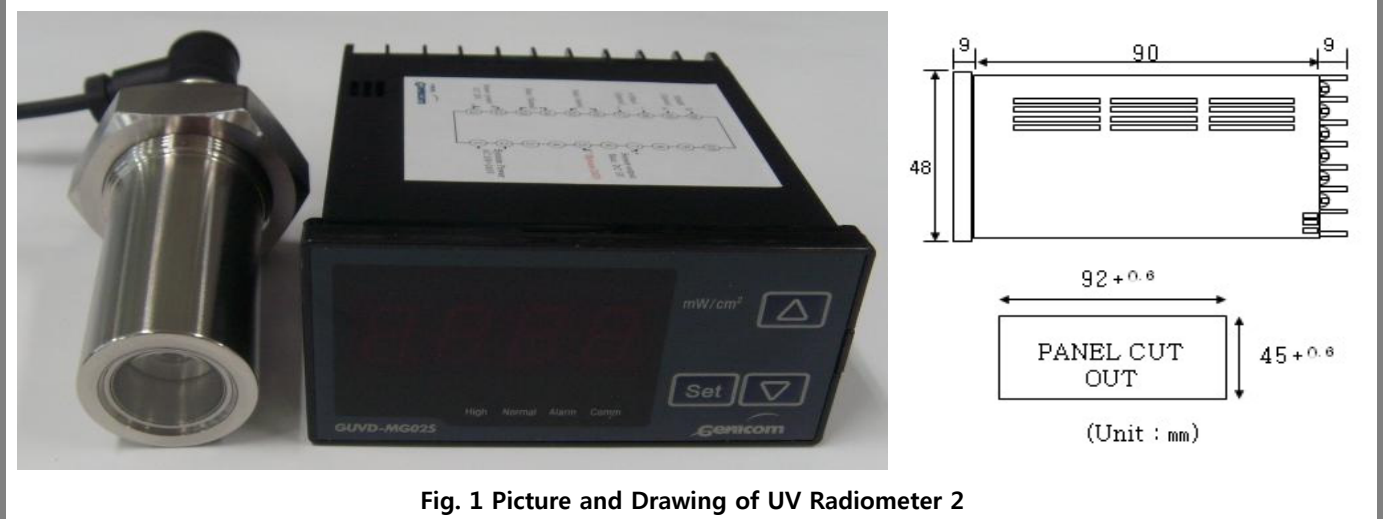 Genicom
mW/cm²
Set
High Normal Alarm Comm
GUVD-MG02S
Genicom
9
90
9
48
92+0.6
PANEL CUT
OUT
45+0.6
(Unit : mm)
Fig. 1 Picture and Drawing of UV Radiometer 2